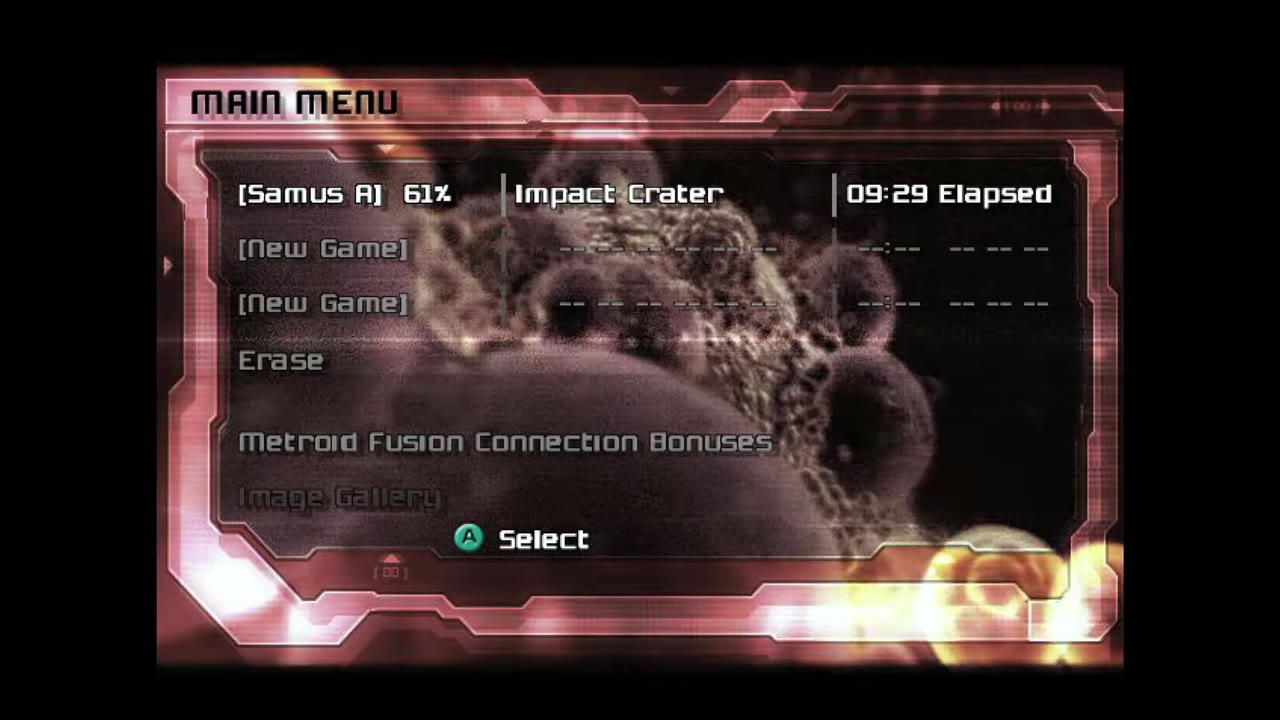 MAIN MENU
[Samus A] 61% Impact Crater 09:29 Elapsed
[New Game] -- -- -- -- -- -- --:-- -- -- --
[New Game] -- -- -- -- -- -- --:-- -- -- --
Erase
Metroid Fusion Connection Bonuses
Image Gallery
A Select
[00]